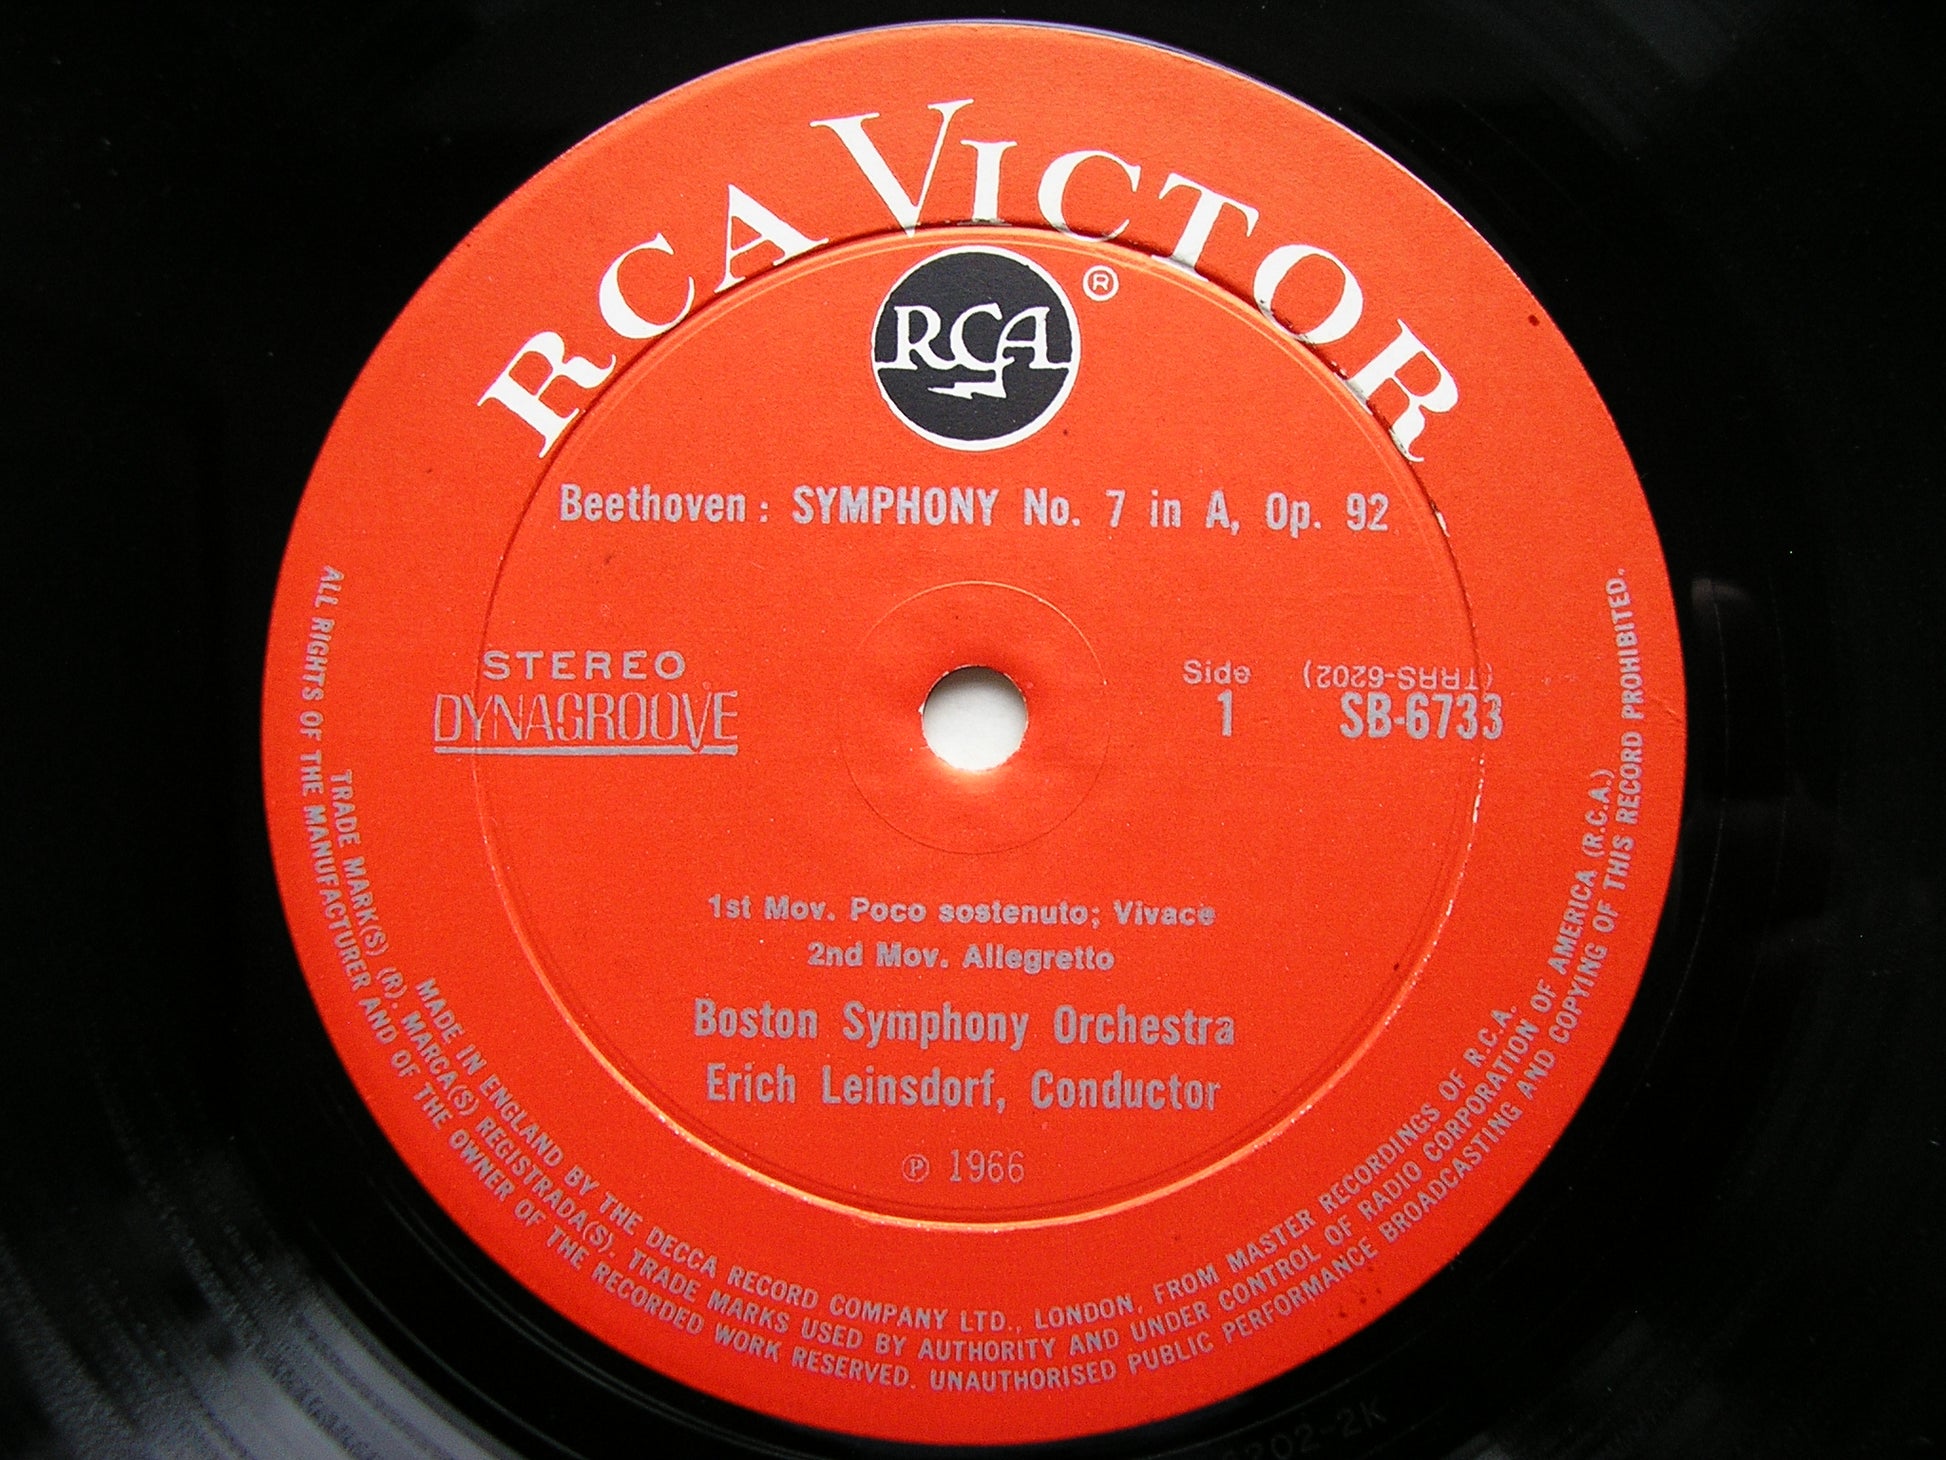 RCA VICTOR
RCA ®
Beethoven: SYMPHONY No. 7 in A, Op. 92
STEREO
DYNAGROOVE
Side
1
(TRRS-6202)
SB-6733
1st Mov. Poco sostenuto; Vivace
2nd Mov. Allegretto
Boston Symphony Orchestra
Erich Leinsdorf, Conductor
℗ 1966
MADE IN ENGLAND BY THE DECCA RECORD COMPANY LTD., LONDON, FROM MASTER RECORDINGS OF R.C.A.
TRADE MARK(S) (R). MARCA(S) REGISTRADA(S). TRADE MARKS USED BY AUTHORITY AND UNDER CONTROL OF RADIO CORPORATION OF AMERICA (R.C.A.)
ALL RIGHTS OF THE MANUFACTURER AND OF THE OWNER OF THE RECORDED WORK RESERVED. UNAUTHORISED PUBLIC PERFORMANCE BROADCASTING AND COPYING OF THIS RECORD PROHIBITED.